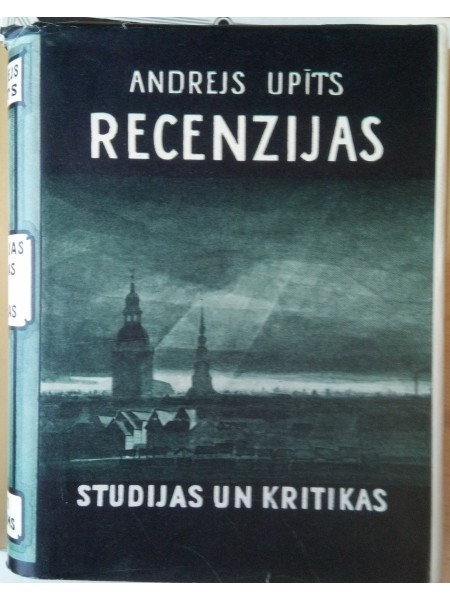 ANDREJS UPĪTS
RECENZIJAS
STUDIJAS UN KRITIKAS